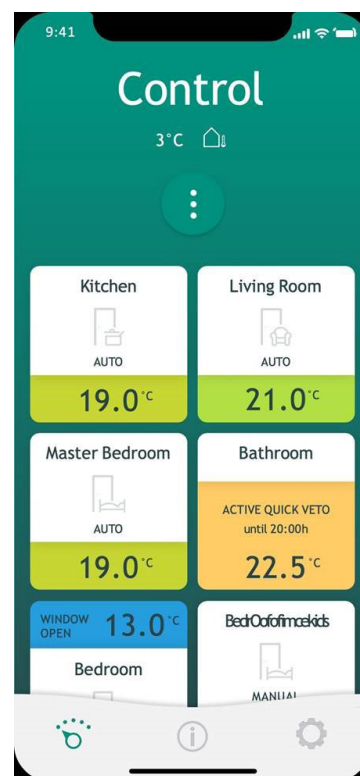 9:41
Control
3°C
Kitchen
AUTO
19.0°C
Living Room
AUTO
21.0°C
Master Bedroom
AUTO
19.0°C
Bathroom
ACTIVE QUICK VETO
until 20:00h
22.5°C
WINDOW
OPEN
13.0°C
Bedroom
MANUAL